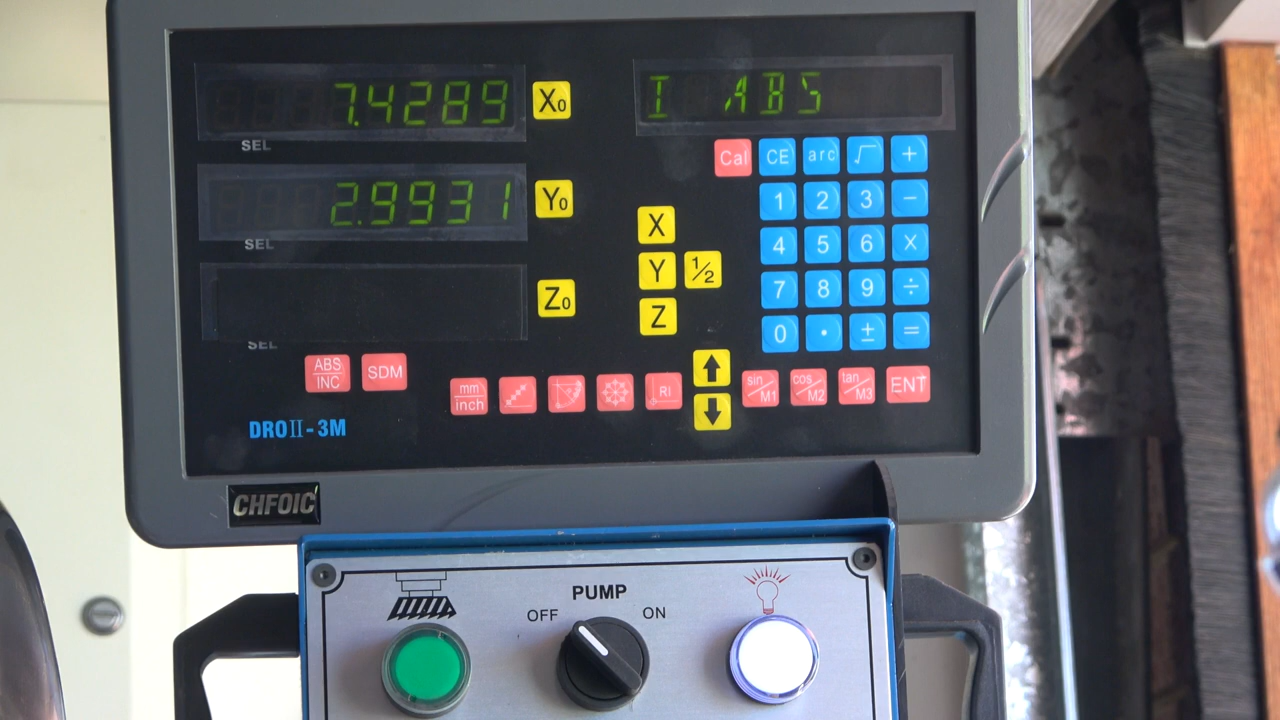 7.4289 X0 I ABS
SEL
Cal CE arc √ +
2.9931 Y0
1 2 3 −
SEL
X
4 5 6 X
Y 1/2
7 8 9 ÷
Z0
Z
0 . ± =
SEL
ABS/INC SDM
mm/inch RI ⬆ sin/M1 cos/M2 tan/M3 ENT
⬇
DROII-3M
CHFOIC
PUMP
OFF ON